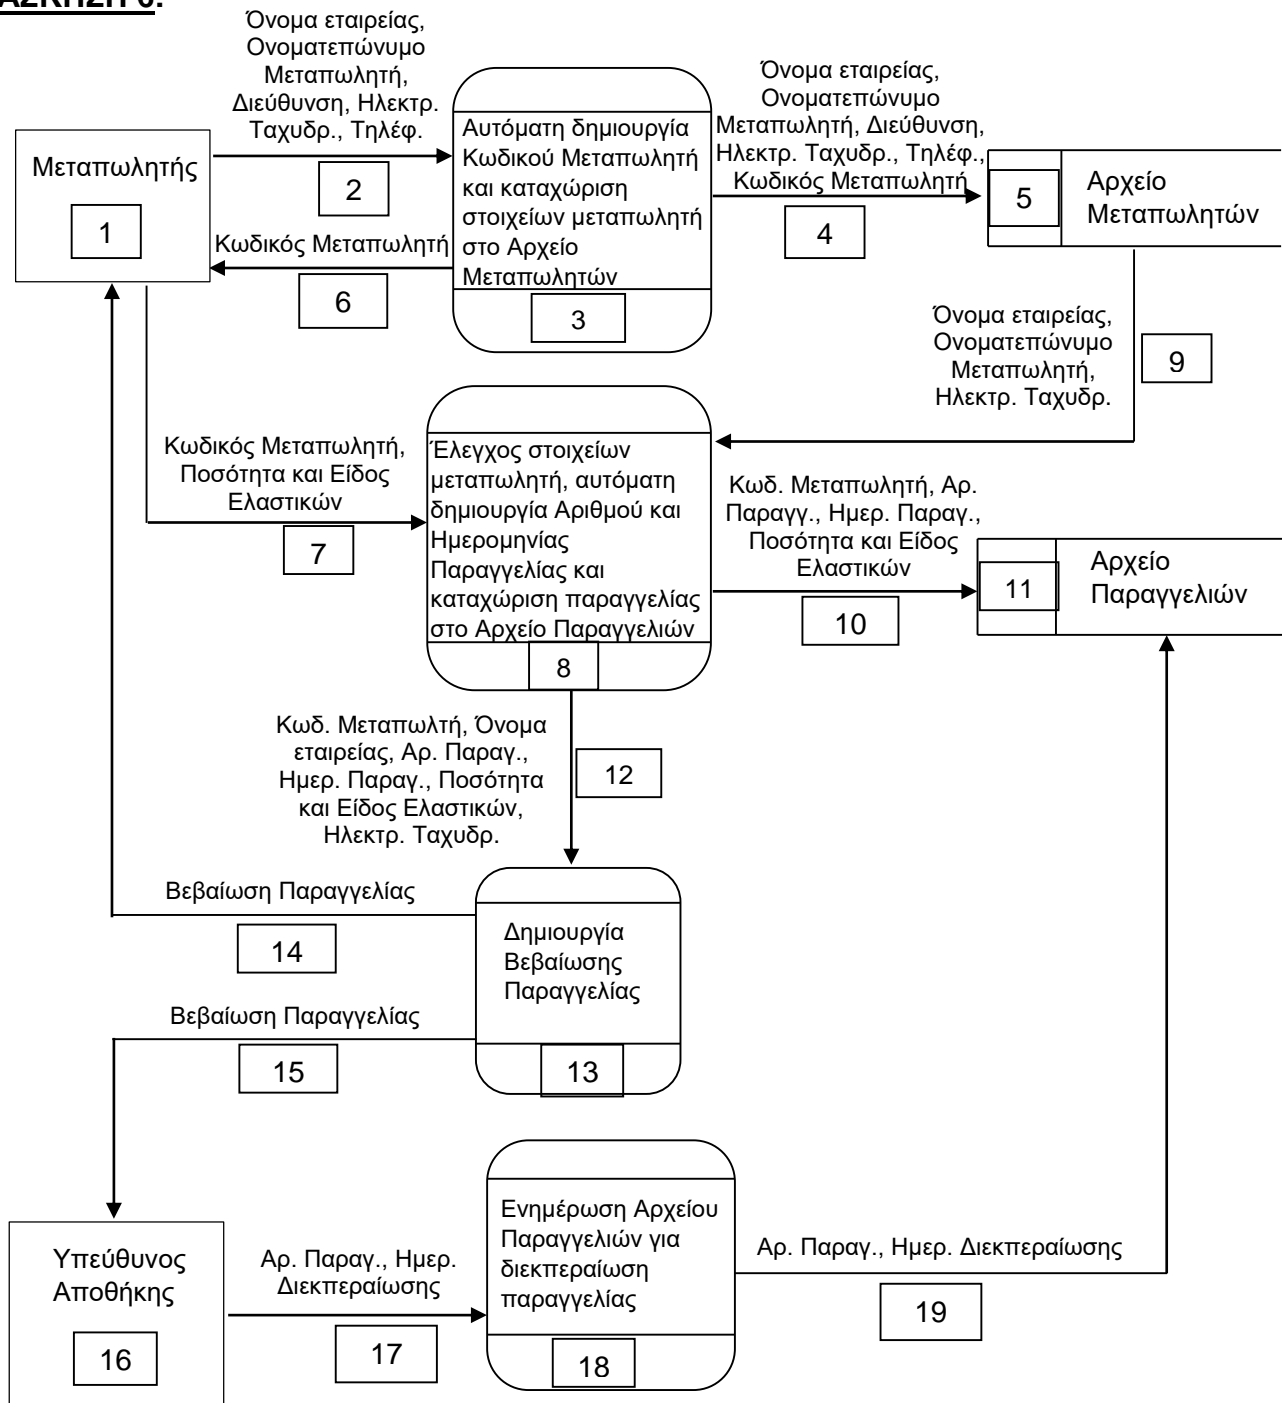 ΑΣΚΗΣΗ 6:
Όνομα εταιρείας,
Ονοματεπώνυμο
Μεταπωλητή,
Διεύθυνση, Ηλεκτρ.
Ταχυδρ., Τηλέφ.
2
Μεταπωλητής
1
Αυτόματη δημιουργία
Κωδικού Μεταπωλητή
και καταχώριση
στοιχείων μεταπωλητή
στο Αρχείο
Μεταπωλητών
3
Όνομα εταιρείας,
Ονοματεπώνυμο
Μεταπωλητή, Διεύθυνση,
Ηλεκτρ. Ταχυδρ., Τηλέφ.,
Κωδικός Μεταπωλητή
4
5
Αρχείο
Μεταπωλητών
Κωδικός Μεταπωλητή
6
Όνομα εταιρείας,
Ονοματεπώνυμο
Μεταπωλητή,
Ηλεκτρ. Ταχυδρ.
9
Κωδικός Μεταπωλητή,
Ποσότητα και Είδος
Ελαστικών
7
Έλεγχος στοιχείων
μεταπωλητή, αυτόματη
δημιουργία Αριθμού και
Ημερομηνίας
Παραγγελίας και
καταχώριση παραγγελίας
στο Αρχείο Παραγγελιών
8
Κωδ. Μεταπωλητή, Αρ.
Παραγγ., Ημερ. Παραγ.,
Ποσότητα και Είδος
Ελαστικών
10
11
Αρχείο
Παραγγελιών
Κωδ. Μεταπωλτή, Όνομα
εταιρείας, Αρ. Παραγ.,
Ημερ. Παραγ., Ποσότητα
και Είδος Ελαστικών,
Ηλεκτρ. Ταχυδρ.
12
Βεβαίωση Παραγγελίας
14
Δημιουργία
Βεβαίωσης
Παραγγελίας
13
Βεβαίωση Παραγγελίας
15
Υπεύθυνος
Αποθήκης
16
Αρ. Παραγ., Ημερ.
Διεκπεραίωσης
17
Ενημέρωση Αρχείου
Παραγγελιών για
διεκπεραίωση
παραγγελίας
18
Αρ. Παραγ., Ημερ. Διεκπεραίωσης
19